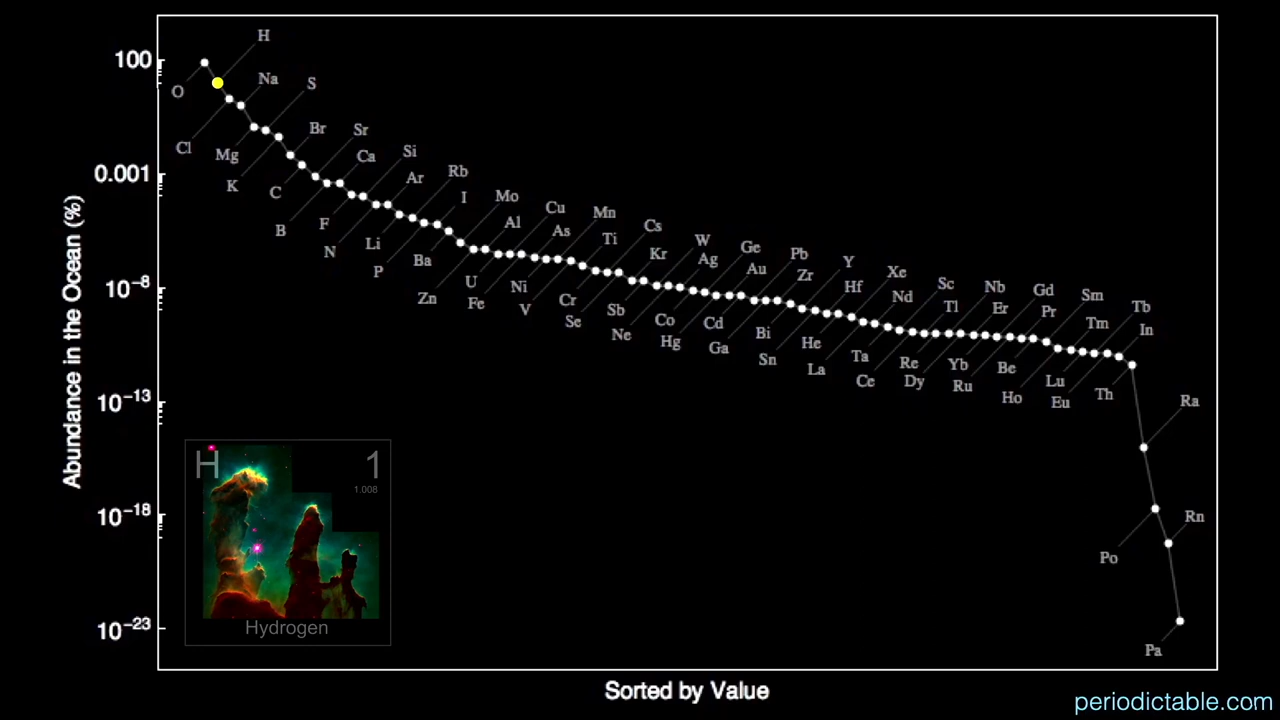 100
0.001
10⁻⁸
10⁻¹³
10⁻¹⁸
10⁻²³
Abundance in the Ocean (%)
O
H
Cl
Na
Mg
S
K
Br
C
Sr
B
Ca
F
Si
N
Ar
Li
Rb
P
I
Ba
Mo
Zn
Al
U
Cu
Fe
As
Ni
Mn
V
Ti
Cr
Cs
Se
Kr
Sb
W
Ne
Ag
Co
Ge
Hg
Au
Cd
Pb
Ga
Zr
Bi
Y
Sn
Hf
He
Xe
La
Nd
Ta
Sc
Ce
Tl
Re
Nb
Dy
Er
Yb
Gd
Ru
Pr
Be
Sm
Ho
Tm
Lu
Tb
Eu
In
Th
Ra
Po
Rn
Pa
H 1
1.008
Hydrogen
Sorted by Value
periodictable.com